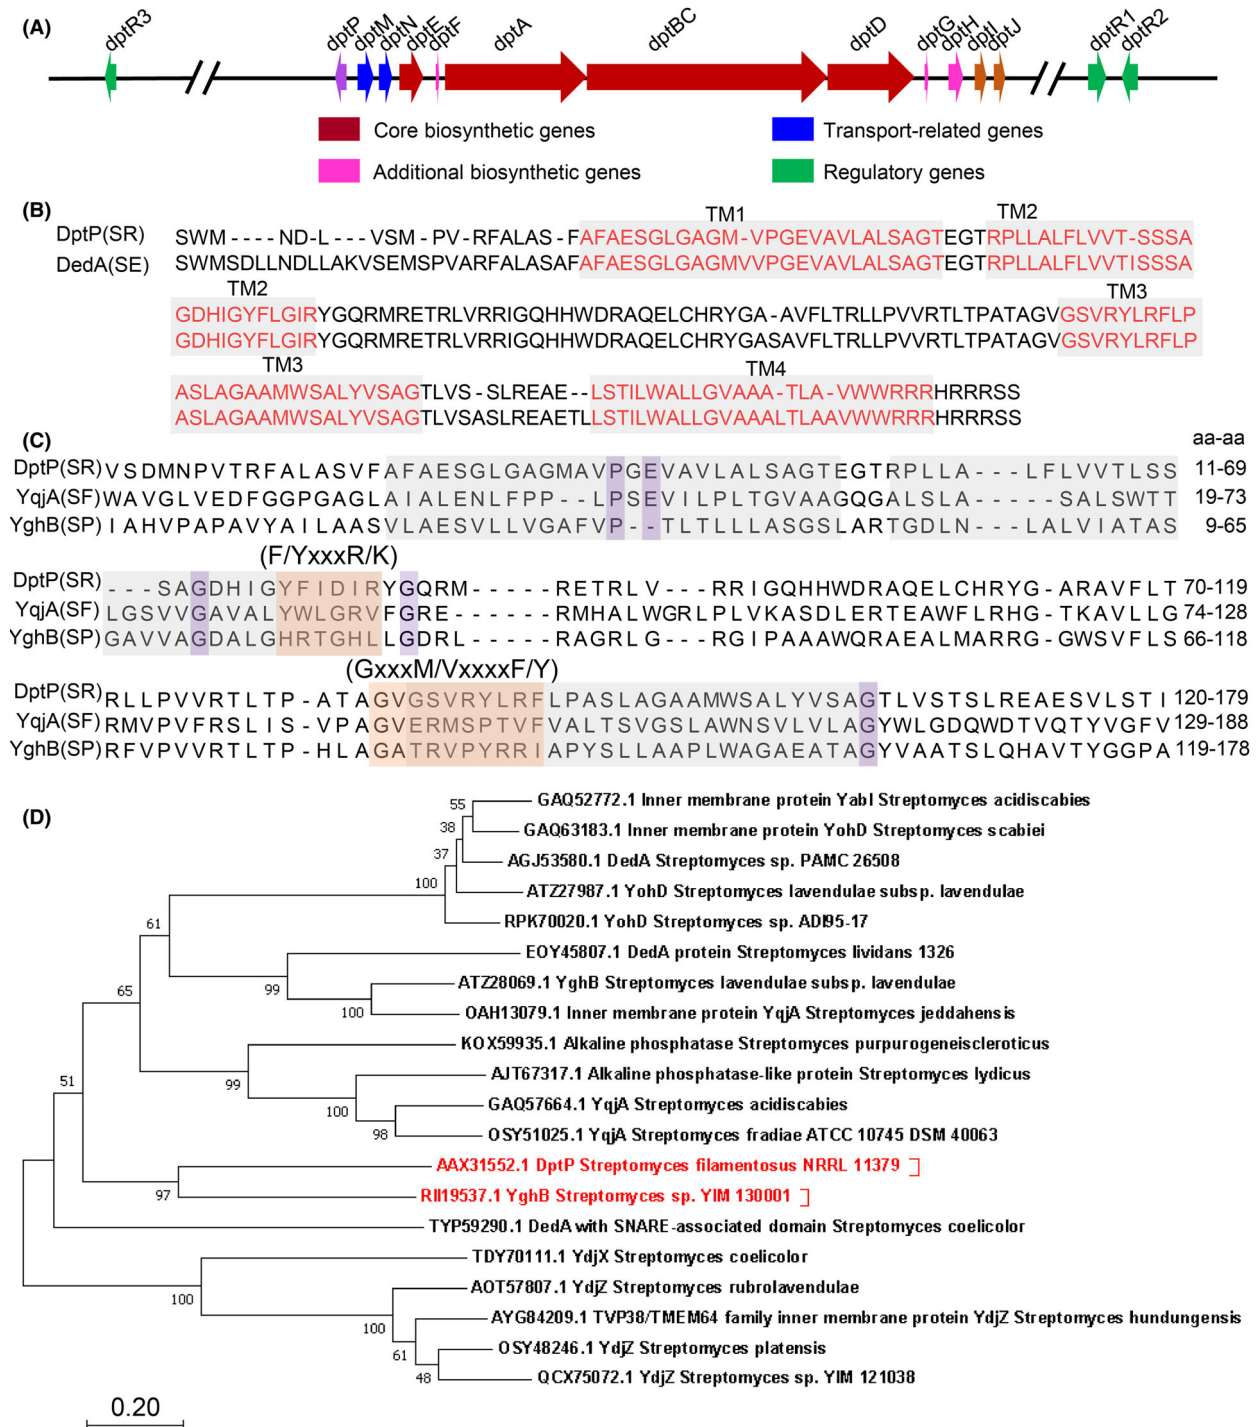 (A)
dptR3 dptP dptM dptN dptE dptF dptA dptBC dptD dptG dptH dptI dptJ dptR1 dptR2
Core biosynthetic genes Transport-related genes
Additional biosynthetic genes Regulatory genes
(B)
TM1 TM2
DptP(SR) SWM----ND-L---VSM-PV-RFALAS-FAFAESGLGAGM-VPGEVAVLALSAGTEGTRPLLALFLVVT-SSSA
DedA(SE) SWMSDLLNDLLAKVSEMSPVARFALASAFAFAESGLGAGMVVPGEVAVLALSAGTEGTRPLLALFLVVTISSSA
TM2 TM3
GDHIGYFLGIRYGQRMRETRLVRRIGQHHWDRAQELCHRYGA-AVFLTRLLPVVRTLTPATAGVGSVRYLRFLP
GDHIGYFLGIRYGQRMRETRLVRRIGQHHWDRAQELCHRYGASAVFLTRLLPVVRTLTPATAGVGSVRYLRFLP
TM3 TM4
ASLAGAAMWSALYVSAGTLVS-SLREAE--LSTILWALLGVAAA-TLA-VWWRRRHRRRSS
ASLAGAAMWSALYVSAGTLVSASLREAETLLSTILWALLGVAAALTLAAVWWRRRHRRRSS
(C) aa-aa
DptP(SR) VSDMNPVTRFALASVFAFAESGLGAGMAVPGEVAVLALSAGTEGTRPLLA---LFLVVTLSS 11-69
YqjA(SF) WAVGLVEDFGGPGAGLAIALENLFPP--LPSEVILPLTGVAAGQGALSLA-----SALSWTT 19-73
YghB(SP) IAHVPAPAVYAILAASVLAESVLLVGAFVP--TLTLLLASGSLARTGDLN---LALVIATAS 9-65
(F/YxxxR/K)
DptP(SR) ---SAGDHIGYFIDIRYGQRM-----RETRLV---RRIGQHHWDRAQELCHRYG-ARAVFLT 70-119
YqjA(SF) LGSVVGAVALYWLGRVFGRE------RMHALWGRLPLVKASDLERTEAWFLRHG-TKAVLLG 74-128
YghB(SP) GAVVAGDALGHRTGHLLGDRL-----RAGRLG---RGIPAAAWQRAEALMARRG-GWSVFLS 66-118
(GxxxM/VxxxxF/Y)
DptP(SR) RLLPVVRTLTP-ATAGVGSVRYLRFLPASLAGAAMWSALYVSAGTLVSTSLREAESVLSTI 120-179
YqjA(SF) RMVPVFRSLIS-VPAGVERMSPTVFVALTSVGSLAWNSVLVLAGYWLGDQWDTVQTYVGFV 129-188
YghB(SP) RFVPVVRTLTP-HLAGATRVPYRRIAPYSLLAAPLWAGAEATAGYVAATSLQHAVTYGGPA 119-178
(D)
55 GAQ52772.1 Inner membrane protein YabI Streptomyces acidiscabies
38 GAQ63183.1 Inner membrane protein YohD Streptomyces scabiei
37 AGJ53580.1 DedA Streptomyces sp. PAMC 26508
100 ATZ27987.1 YohD Streptomyces lavendulae subsp. lavendulae
RPK70020.1 YohD Streptomyces sp. ADI95-17
61
EOY45807.1 DedA protein Streptomyces lividans 1326
99 ATZ28069.1 YghB Streptomyces lavendulae subsp. lavendulae
65
100 OAH13079.1 Inner membrane protein YqjA Streptomyces jeddahensis
KOX59935.1 Alkaline phosphatase Streptomyces purpurogeneiscleroticus
51 99 AJT67317.1 Alkaline phosphatase-like protein Streptomyces lydicus
100 GAQ57664.1 YqjA Streptomyces acidiscabies
98 OSY51025.1 YqjA Streptomyces fradiae ATCC 10745 DSM 40063
AAX31552.1 DptP Streptomyces filamentosus NRRL 11379
97 RII19537.1 YghB Streptomyces sp. YIM 130001
TYP59290.1 DedA with SNARE-associated domain Streptomyces coelicolor
TDY70111.1 YdjX Streptomyces coelicolor
100 AOT57807.1 YdjZ Streptomyces rubrolavendulae
100 AYG84209.1 TVP38/TMEM64 family inner membrane protein YdjZ Streptomyces hundungensis
61 OSY48246.1 YdjZ Streptomyces platensis
48 QCX75072.1 YdjZ Streptomyces sp. YIM 121038
0.20